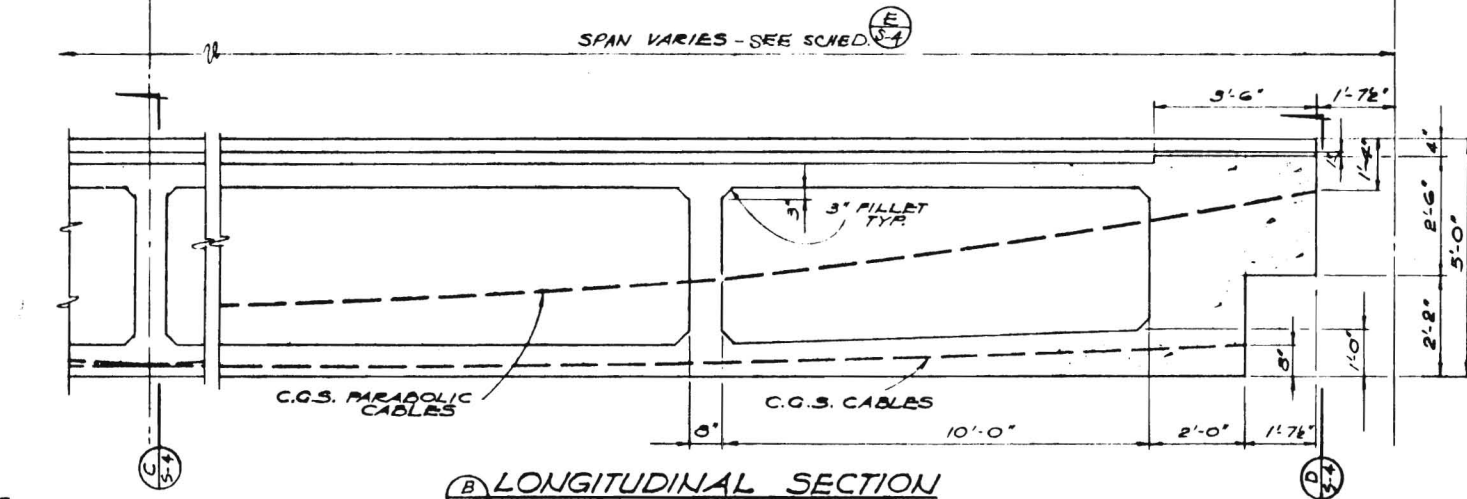 SPAN VARIES - SEE SCHED.
E
S-4
3'-6"
1'-7½"
4"
1'-4"
2'-6"
5'-0"
2'-2"
3"
3" FILLET
TYP.
8"
1'-0"
C.G.S. PARABOLIC
CABLES
C.G.S. CABLES
8"
10'-0"
2'-0"
1'-7½"
C
S-4
D
S-4
B
LONGITUDINAL SECTION